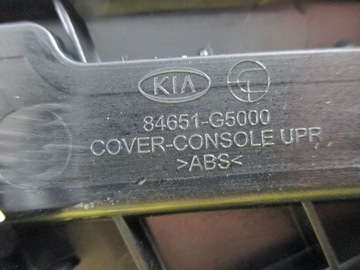 KIA
84651-G5000
COVER-CONSOLE UPR
>ABS<